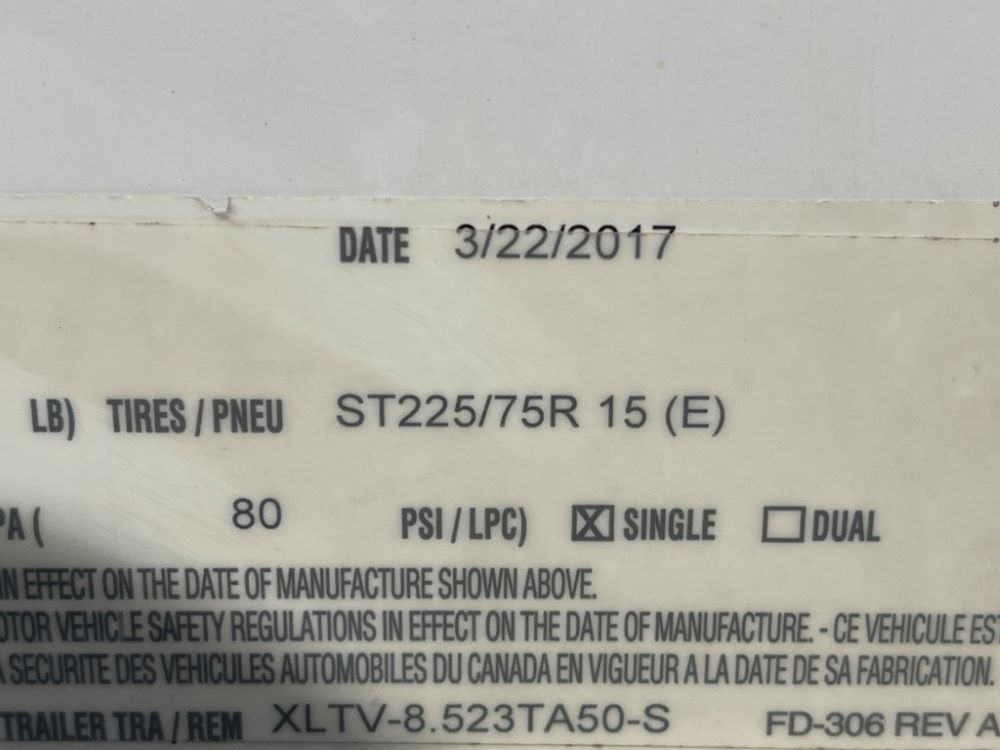 DATE 3/22/2017
LB) TIRES / PNEU ST225/75R 15 (E)
PA ( 80 PSI / LPC) ☒ SINGLE ☐ DUAL
IN EFFECT ON THE DATE OF MANUFACTURE SHOWN ABOVE.
OTOR VEHICLE SAFETY REGULATIONS IN EFFECT ON THE DATE OF MANUFACTURE. - CE VEHICULE EST
A SECURITE DES VEHICULES AUTOMOBILES DU CANADA EN VIGUEUR A LA DATE DE SA FABRICATION.
TRAILER TRA / REM XLTV-8.523TA50-S FD-306 REV A